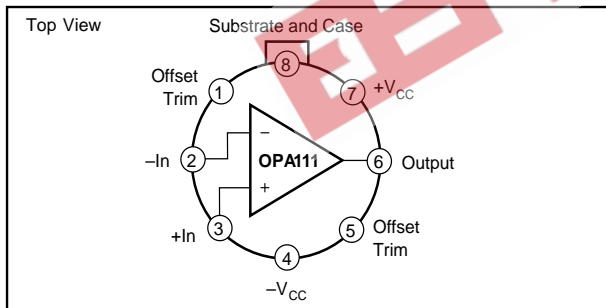 Top View
Substrate and Case
8
Offset
Trim
1
7
+VCC
2
–In
–
OPA111
6
Output
+
3
+In
5
Offset
Trim
4
–VCC